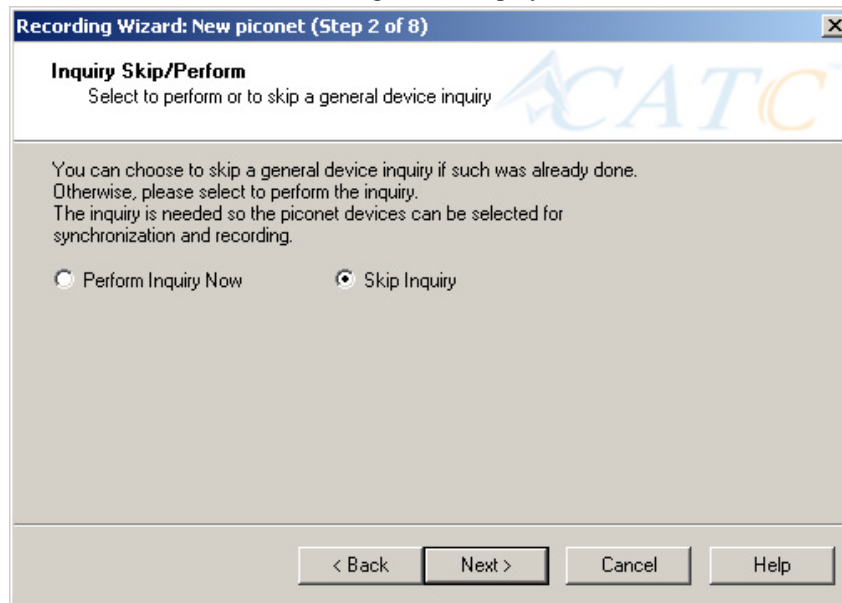 Recording Wizard: New piconet (Step 2 of 8)
Inquiry Skip/Perform
Select to perform or to skip a general device inquiry
CATC
You can choose to skip a general device inquiry if such was already done.
Otherwise, please select to perform the inquiry.
The inquiry is needed so the piconet devices can be selected for
synchronization and recording.
Perform Inquiry Now Skip Inquiry
< Back Next > Cancel Help